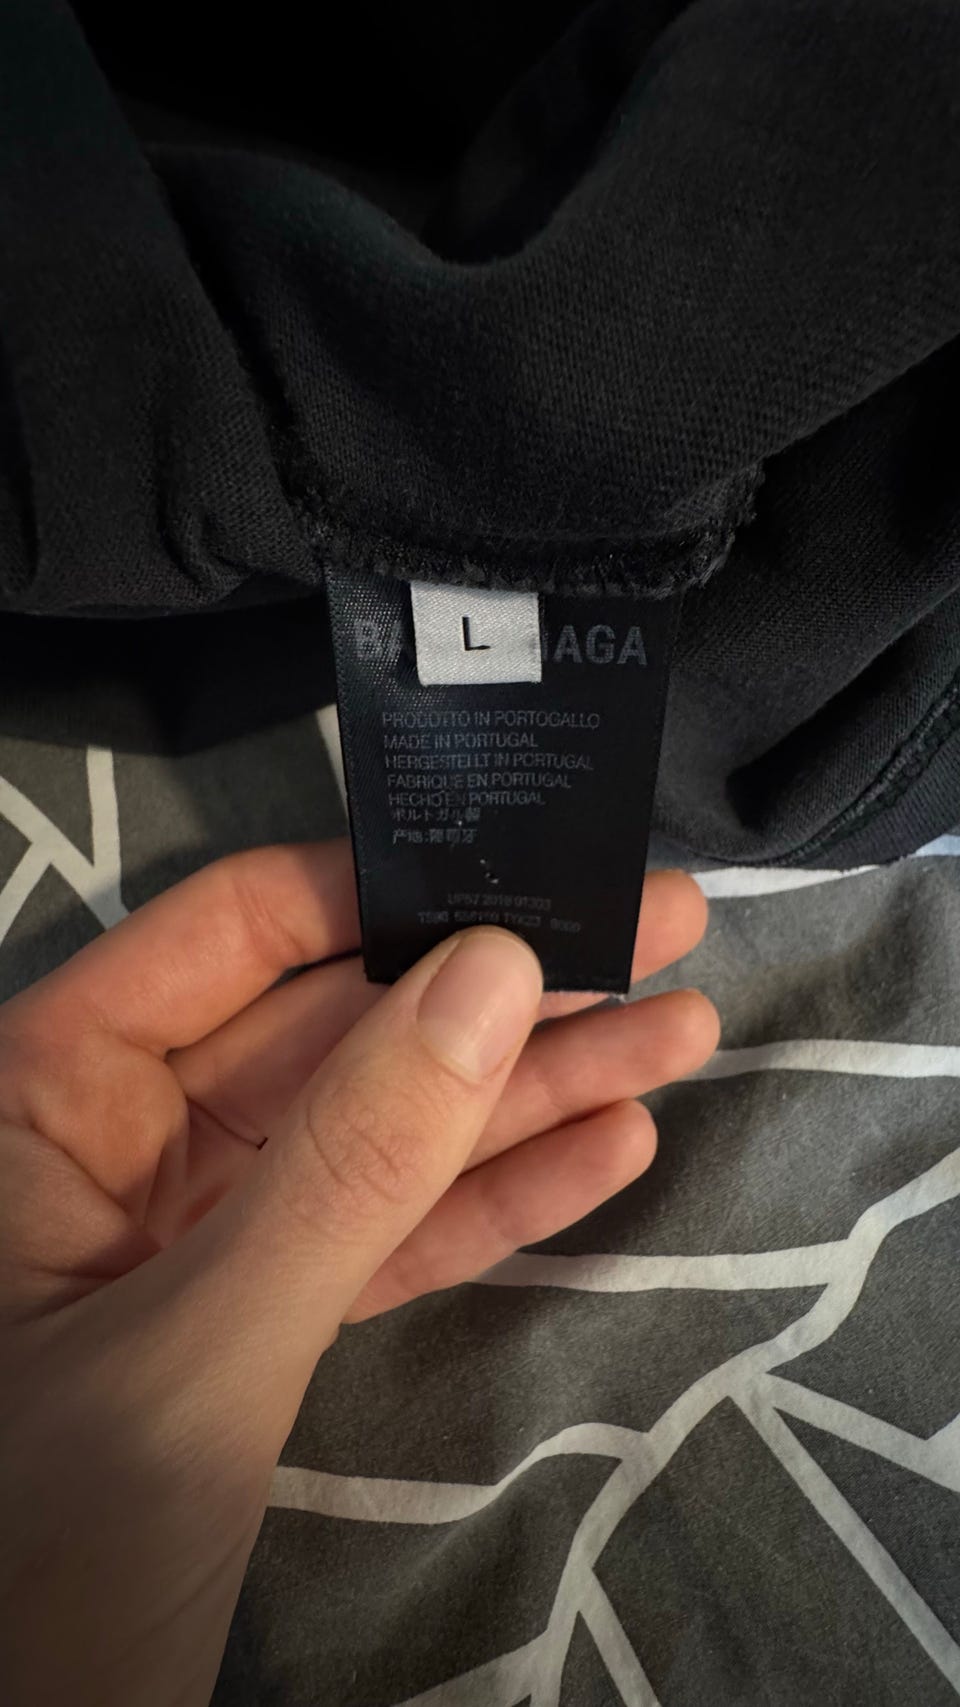 L
BA AGA
PRODOTTO IN PORTOGALLO
MADE IN PORTUGAL
HERGESTELLT IN PORTUGAL
FABRIQUE EN PORTUGAL
HECHO EN PORTUGAL
ポルトガル製
产地:葡萄牙